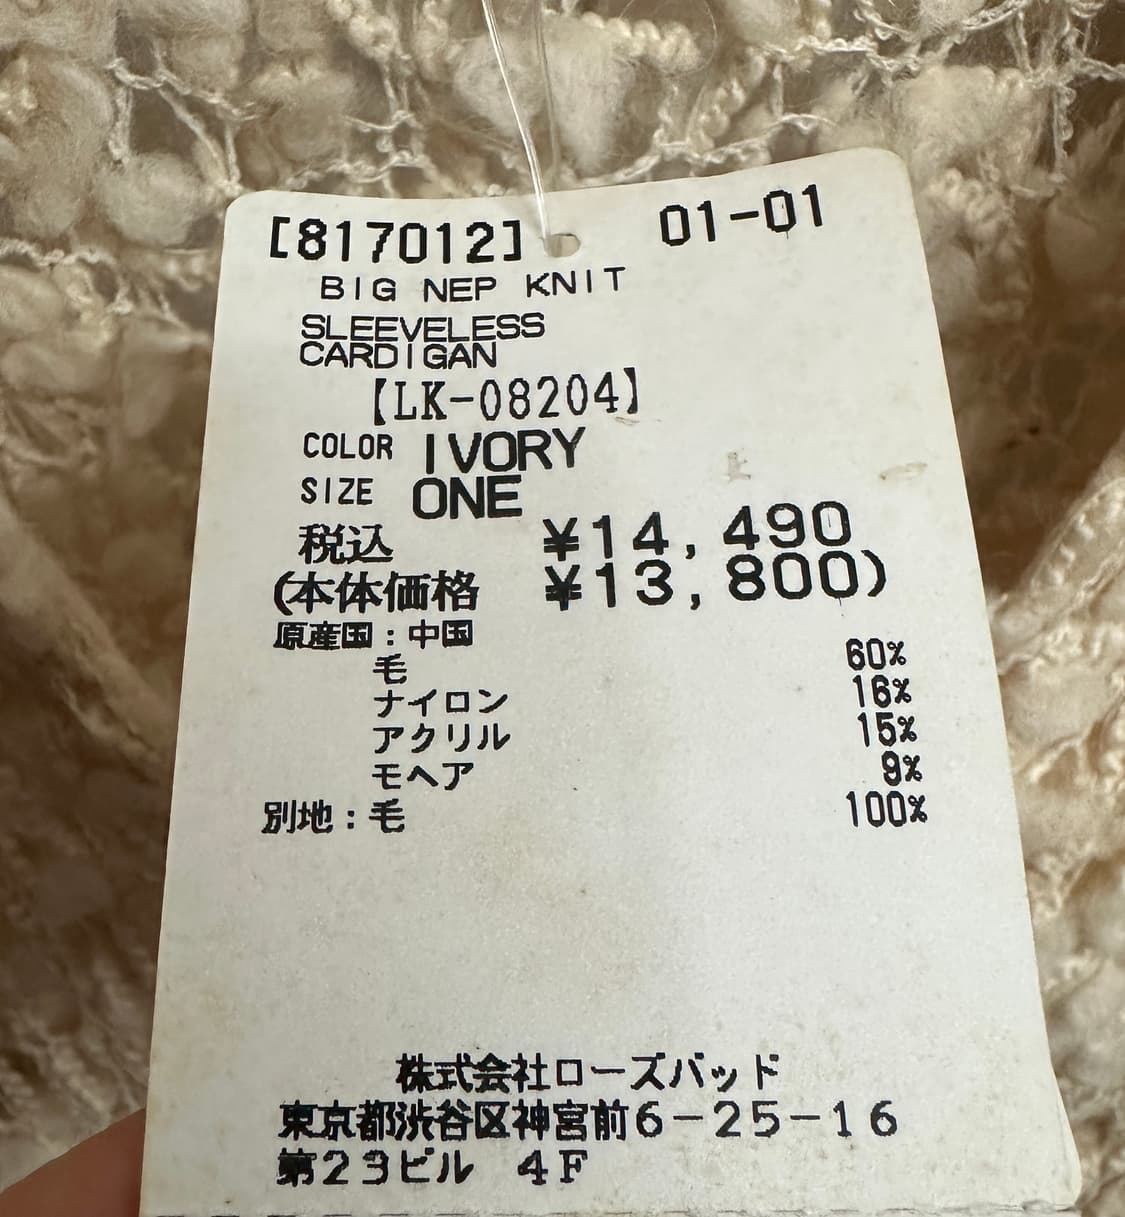 [817012] 01-01
BIG NEP KNIT
SLEEVELESS
CARDIGAN
【LK-08204】
COLOR IVORY
SIZE ONE
税込 ¥14,490
(本体価格 ¥13,800)
原産国:中国
毛 60%
ナイロン 16%
アクリル 15%
モヘア 9%
別地:毛 100%
株式会社ローズバッド
東京都渋谷区神宮前6-25-16
第23ビル 4F